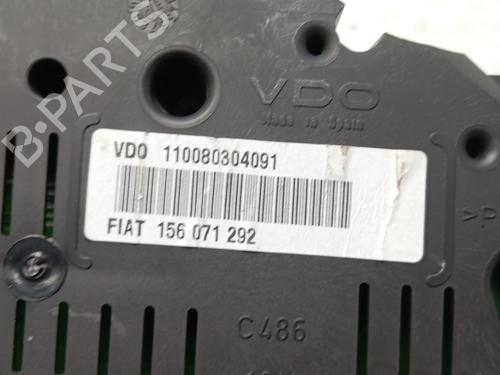 VDO
Made in Spain
VDO 110080304091
FIAT 156 071 292
>P
C486
B-PARTS